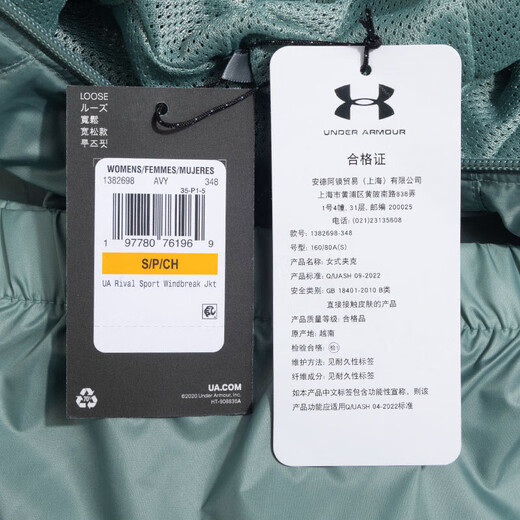 LOOSE
ルーズ
寬鬆
宽松款
루즈핏
WOMENS/FEMMES/MUJERES
1382698 AVY 348
35-P1-5
1 97780 76196 9
S/P/CH
UA Rival Sport Windbreak Jkt
UA.COM
©2020 Under Armour, Inc.
HT-908836A
UNDER ARMOUR
合格证
安德阿镆贸易（上海）有限公司
上海市黄浦区黄陂南路838弄
1号4幢, 31层, 邮编 200025
电话: (021)23135608
款号: 1382698-348
号型: 160/80A(S)
产品名称: 女式夹克
产品标准: Q/UASH 09-2022
安全类别: GB 18401-2010 B类
直接接触皮肤的产品
产品质量等级: 合格品
原产地: 越南
检验合格: 检
维护方法: 见耐久性标签
纤维成分: 见耐久性标签
如本产品中文标签包含功能性宣称, 则该
产品功能应适用Q/UASH 04-2022标准